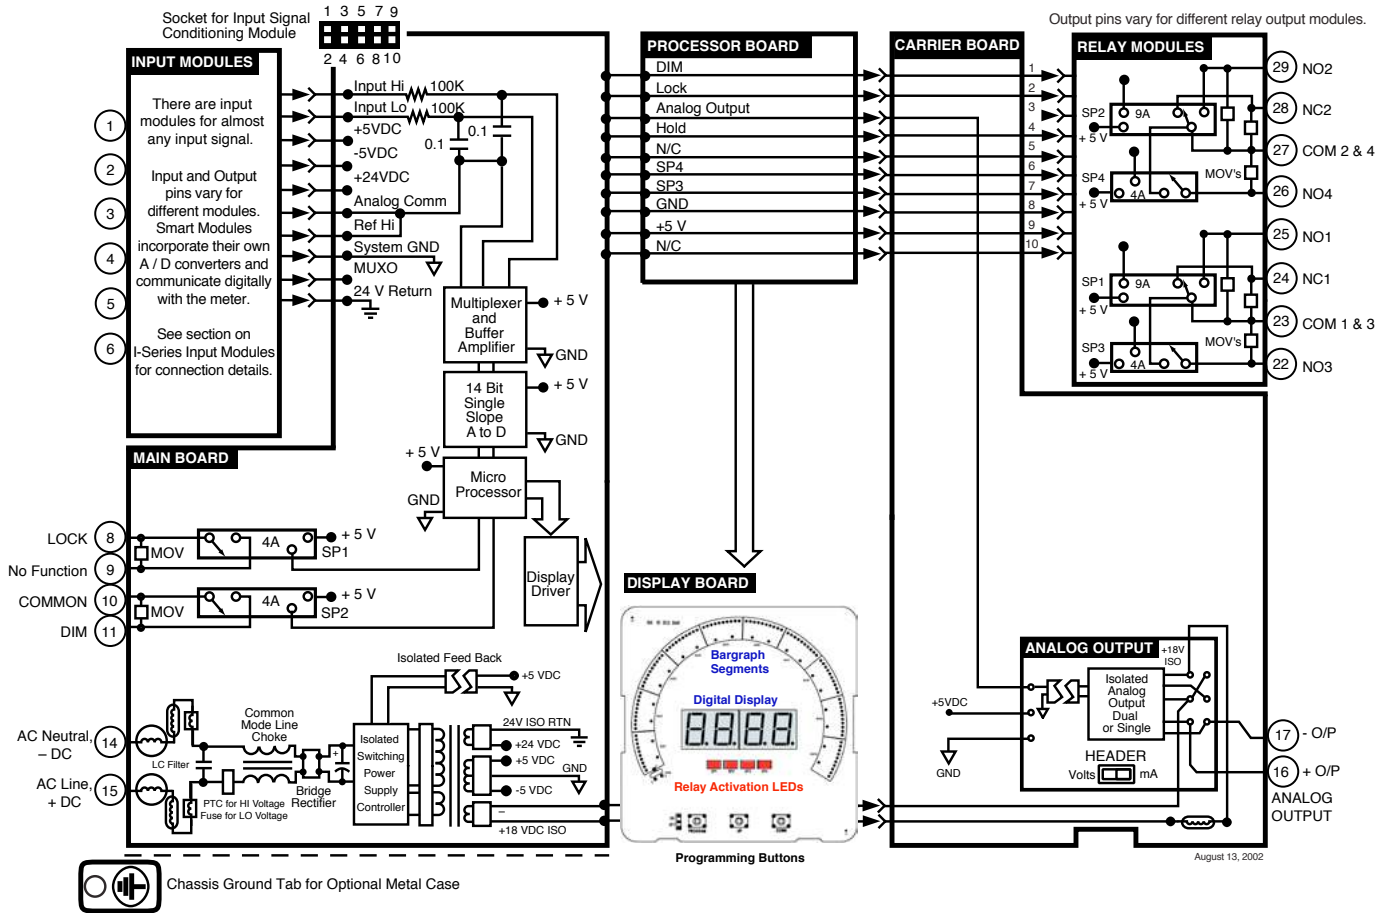 Socket for Input Signal
Conditioning Module
1 3 5 7 9
2 4 6 8 10
Output pins vary for different relay output modules.
INPUT MODULES
There are input
modules for almost
any input signal.
Input and Output
pins vary for
different modules.
Smart Modules
incorporate their own
A / D converters and
communicate digitally
with the meter.
See section on
I-Series Input Modules
for connection details.
1
2
3
4
5
6
Input Hi
100K
Input Lo
100K
+5VDC
-5VDC
+24VDC
Analog Comm
Ref Hi
System GND
MUXO
24 V Return
0.1
0.1
Multiplexer
and
Buffer
Amplifier
+ 5 V
GND
14 Bit
Single
Slope
A to D
+ 5 V
GND
+ 5 V
GND
Micro
Processor
Display
Driver
MAIN BOARD
LOCK
8
MOV
4A
+ 5 V
SP1
No Function
9
COMMON
10
MOV
4A
+ 5 V
SP2
DIM
11
Isolated Feed Back
+5 VDC
AC Neutral,
– DC
14
AC Line,
+ DC
15
LC Filter
Common
Mode Line
Choke
PTC for HI Voltage
Fuse for LO Voltage
Bridge
Rectifier
+
Isolated
Switching
Power
Supply
Controller
24V ISO RTN
+24 VDC
+5 VDC
GND
-5 VDC
–
+18 VDC ISO
Chassis Ground Tab for Optional Metal Case
PROCESSOR BOARD
DIM
Lock
Analog Output
Hold
N/C
SP4
SP3
GND
+5 V
N/C
DISPLAY BOARD
Bargraph
Segments
Digital Display
Relay Activation LEDs
Programming Buttons
CARRIER BOARD
1
2
3
4
5
6
7
8
9
10
RELAY MODULES
SP2
+ 5 V
9A
SP4
+ 5 V
4A
MOV's
SP1
+ 5 V
9A
SP3
+ 5 V
4A
MOV's
29 NO2
28 NC2
27 COM 2 & 4
26 NO4
25 NO1
24 NC1
23 COM 1 & 3
22 NO3
ANALOG OUTPUT
+18V
ISO
+5VDC
GND
Isolated
Analog
Output
Dual
or Single
HEADER
Volts
mA
17 - O/P
16 + O/P
ANALOG
OUTPUT
August 13, 2002